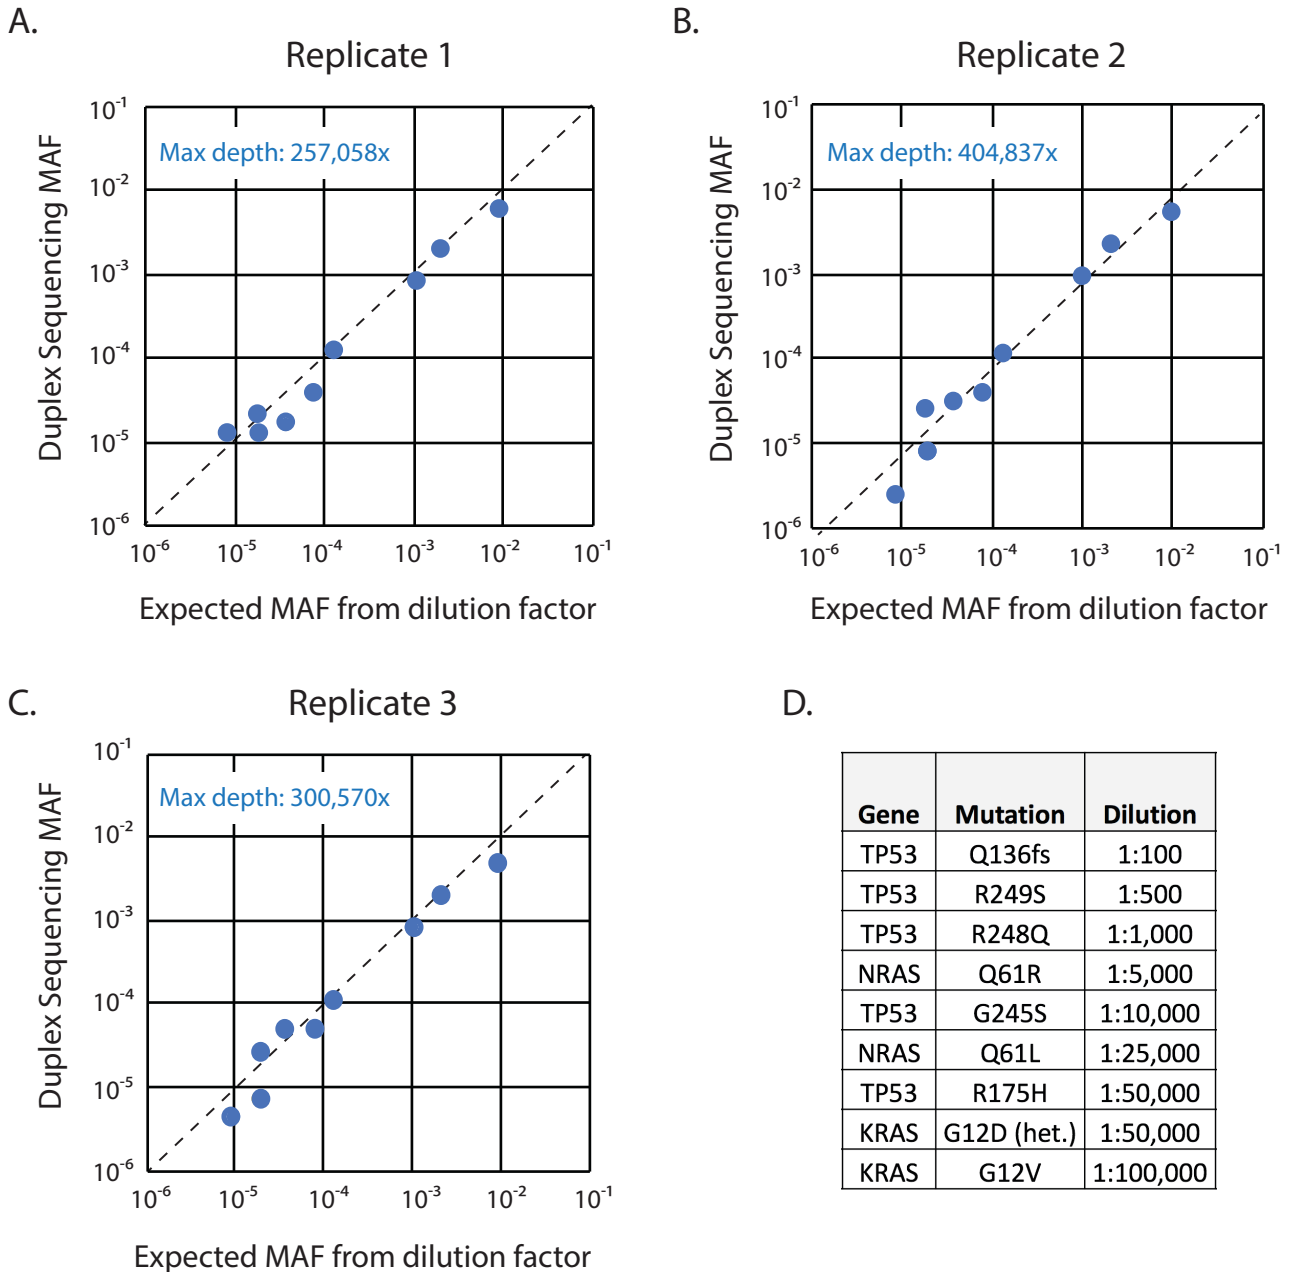 A.
Replicate 1
Max depth: 257,058x
Duplex Sequencing MAF
10⁻¹
10⁻²
10⁻³
10⁻⁴
10⁻⁵
10⁻⁶
10⁻⁶ 10⁻⁵ 10⁻⁴ 10⁻³ 10⁻² 10⁻¹
Expected MAF from dilution factor
B.
Replicate 2
Max depth: 404,837x
Duplex Sequencing MAF
10⁻¹
10⁻²
10⁻³
10⁻⁴
10⁻⁵
10⁻⁶
10⁻⁶ 10⁻⁵ 10⁻⁴ 10⁻³ 10⁻² 10⁻¹
Expected MAF from dilution factor
C.
Replicate 3
Max depth: 300,570x
Duplex Sequencing MAF
10⁻¹
10⁻²
10⁻³
10⁻⁴
10⁻⁵
10⁻⁶
10⁻⁶ 10⁻⁵ 10⁻⁴ 10⁻³ 10⁻² 10⁻¹
Expected MAF from dilution factor
D.
Gene Mutation Dilution
TP53 Q136fs 1:100
TP53 R249S 1:500
TP53 R248Q 1:1,000
NRAS Q61R 1:5,000
TP53 G245S 1:10,000
NRAS Q61L 1:25,000
TP53 R175H 1:50,000
KRAS G12D (het.) 1:50,000
KRAS G12V 1:100,000